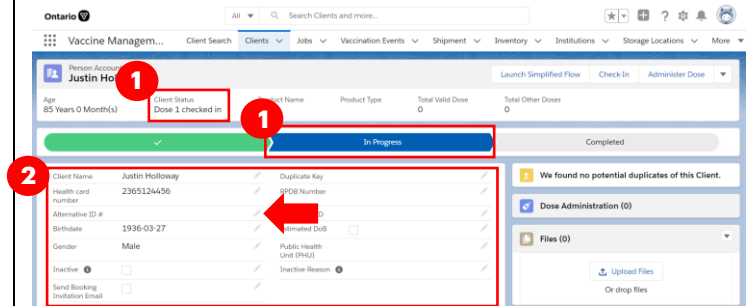 Ontario
All
Search Clients and more...
Vaccine Managem...
Client Search
Clients
Jobs
Vaccination Events
Shipment
Inventory
Institutions
Storage Locations
More
Person Accou
Justin Ho
1
Launch Simplified Flow
Check-In
Administer Dose
Age
85 Years 0 Month(s)
Client Status
Dose 1 checked in
Product Name
Product Type
Total Valid Dose
0
Total Other Doses
0
1
In Progress
Completed
2
Client Name
Justin Holloway
Duplicate Key
Health card
number
2365124456
RPDB Number
Alternative ID #
D
Birthdate
1936-03-27
Estimated DoB
Gender
Male
Public Health
Unit (PHU)
Inactive
Inactive Reason
Send Booking
Invitation Email
We found no potential duplicates of this Client.
Dose Administration (0)
Files (0)
Upload Files
Or drop files